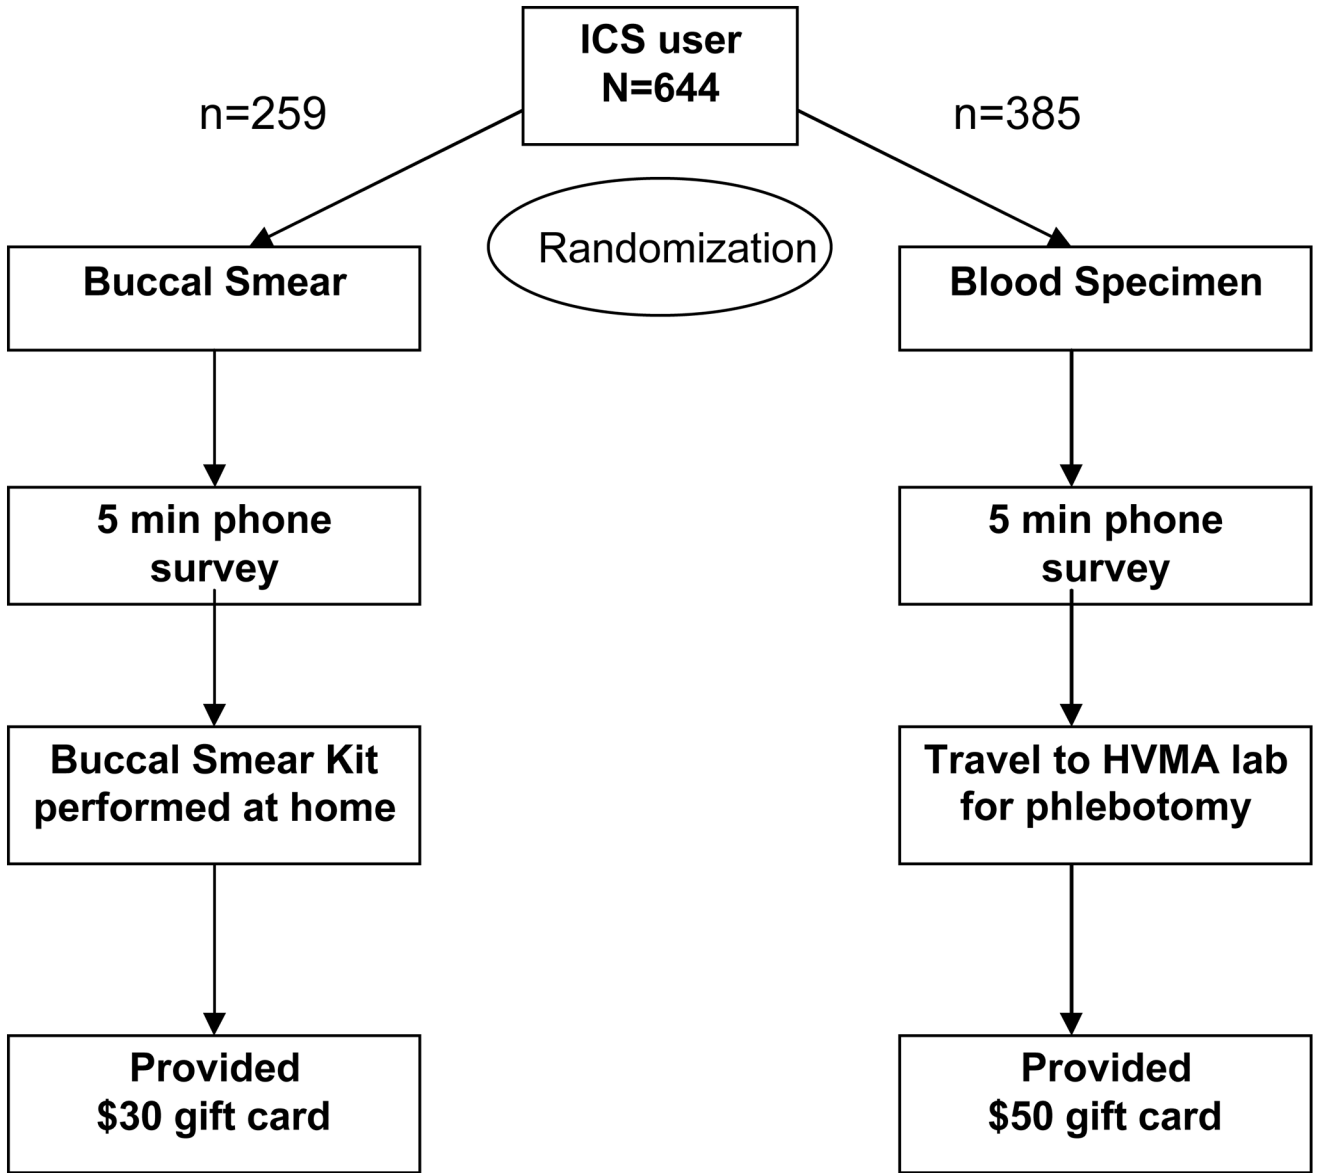 ICS user
N=644
n=259
n=385
Randomization
Buccal Smear
Blood Specimen
5 min phone
survey
5 min phone
survey
Buccal Smear Kit
performed at home
Travel to HVMA lab
for phlebotomy
Provided
$30 gift card
Provided
$50 gift card